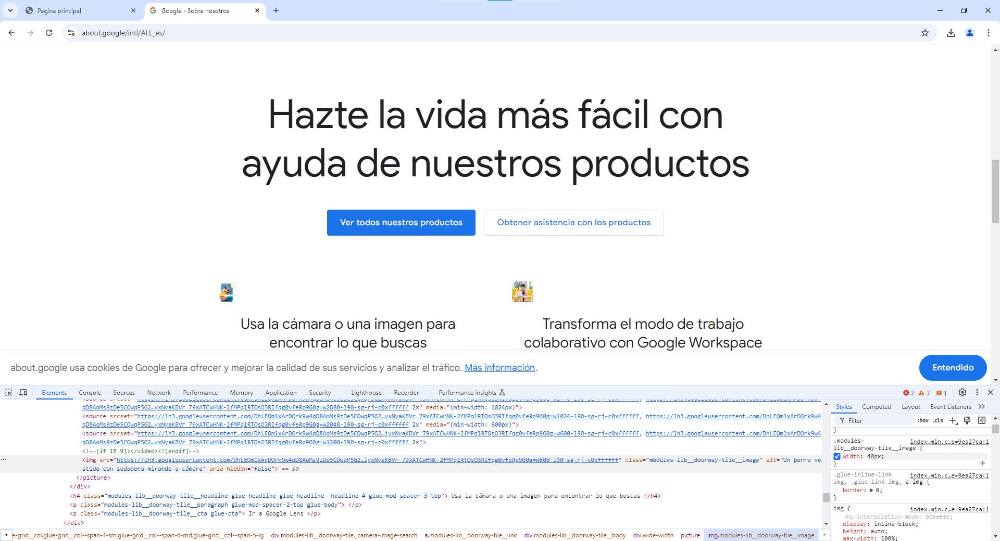 Pagina principal
Google - Sobre nosotros
about.google/intl/ALL_es/
Hazte la vida más fácil con
ayuda de nuestros productos
Ver todos nuestros productos
Obtener asistencia con los productos
Usa la cámara o una imagen para
encontrar lo que buscas
Transforma el modo de trabajo
colaborativo con Google Workspace
about.google usa cookies de Google para ofrecer y mejorar la calidad de sus servicios y analizar el tráfico. Más información.
Entendido
Elements Console Sources Network Performance Memory Application Security Lighthouse Recorder Performance insights
2 3 1
qD8AoMs9zDe5CQwqP5G2…yxNyaKBVr_79xATCwHNK-2fMPqlRTQsO3RIfqg0vfeRp9G0g=w2880-l90-sg-rj-c0xffffff 2x" media="(min-width: 1024px)">
<source srcset="https://lh3.googleusercontent.com/DhLEQm1xArDOrk9w4qD8AoMs9zDe5CQwqP5G2…yxNyaKBVr_79xATCwHNK-2fMPqlRTQsO3RIfqg0vfeRp9G0g=w1024-l90-sg-rj-c0xffffff, https://lh3.googleusercontent.com/DhLEQm1xArDOrk9w4
qD8AoMs9zDe5CQwqP5G2…yxNyaKBVr_79xATCwHNK-2fMPqlRTQsO3RIfqg0vfeRp9G0g=w2048-l90-sg-rj-c0xffffff 2x" media="(min-width: 600px)">
<source srcset="https://lh3.googleusercontent.com/DhLEQm1xArDOrk9w4qD8AoMs9zDe5CQwqP5G2…iyxNyaKBVr_79xATCwHNK-2fMPqlRTQsO3RIfqg0vfeRp9G0g=w600-l90-sg-rj-c0xffffff, https://lh3.googleusercontent.com/DhLEQm1xArDOrk9w4
qD8AoMs9zDe5CQwqP5G2…yxNyaKBVr_79xATCwHNK-2fMPqlRTQsO3RIfqg0vfeRp9G0g=w1200-l90-sg-rj-c0xffffff 2x">
<!--[if IE 9]></video><![endif]-->
<img src="https://lh3.googleusercontent.com/DhLEQm1xArDOrk9w4qD8AoMs9zDe5CQwqP5G2…iyxNyaKBVr_79xATCwHNK-2fMPqlRTQsO3RIfqg0vfeRp9G0g=w600-l90-sg-rj-c0xffffff" class="modules-lib__doorway-tile__image" alt="Un perro ve
stido con sudadera mirando a cámara" aria-hidden="false"> == $0
</picture>
</div>
<h4 class="modules-lib__doorway-tile__headline glue-headline glue-headline--headline-4 glue-mod-spacer-3-top"> Usa la cámara o una imagen para encontrar lo que buscas </h4>
<p class="modules-lib__doorway-tile__paragraph glue-mod-spacer-2-top glue-body"> </p>
<p class="modules-lib__doorway-tile__cta glue-cta"> Ir a Google Lens </p>
</div>
e-grid__col.glue-grid__col--span-4-sm.glue-grid__col--span-6-md.glue-grid__col--span-5-lg div.modules-lib__doorway-tile._camera-image-search a.modules-lib__doorway-tile__link div.modules-lib__doorway-tile__body div.wide-width picture img.modules-lib__doorway-tile__image
Styles Computed Layout Event Listeners
Filter :hov .cls
}
.modules- index.min.c…e=9ea27ca:1
lib__doorway-tile__image {
width: 40px;
}
.glue-inline-link index.min.c…e=9ea27ca:1
img, .glue-link img, a img {
border: 0;
}
img { index.min.c…e=9ea27ca:1
-ms-interpolation-mode: bicubic;
display: inline-block;
height: auto;
max-width: 100%;